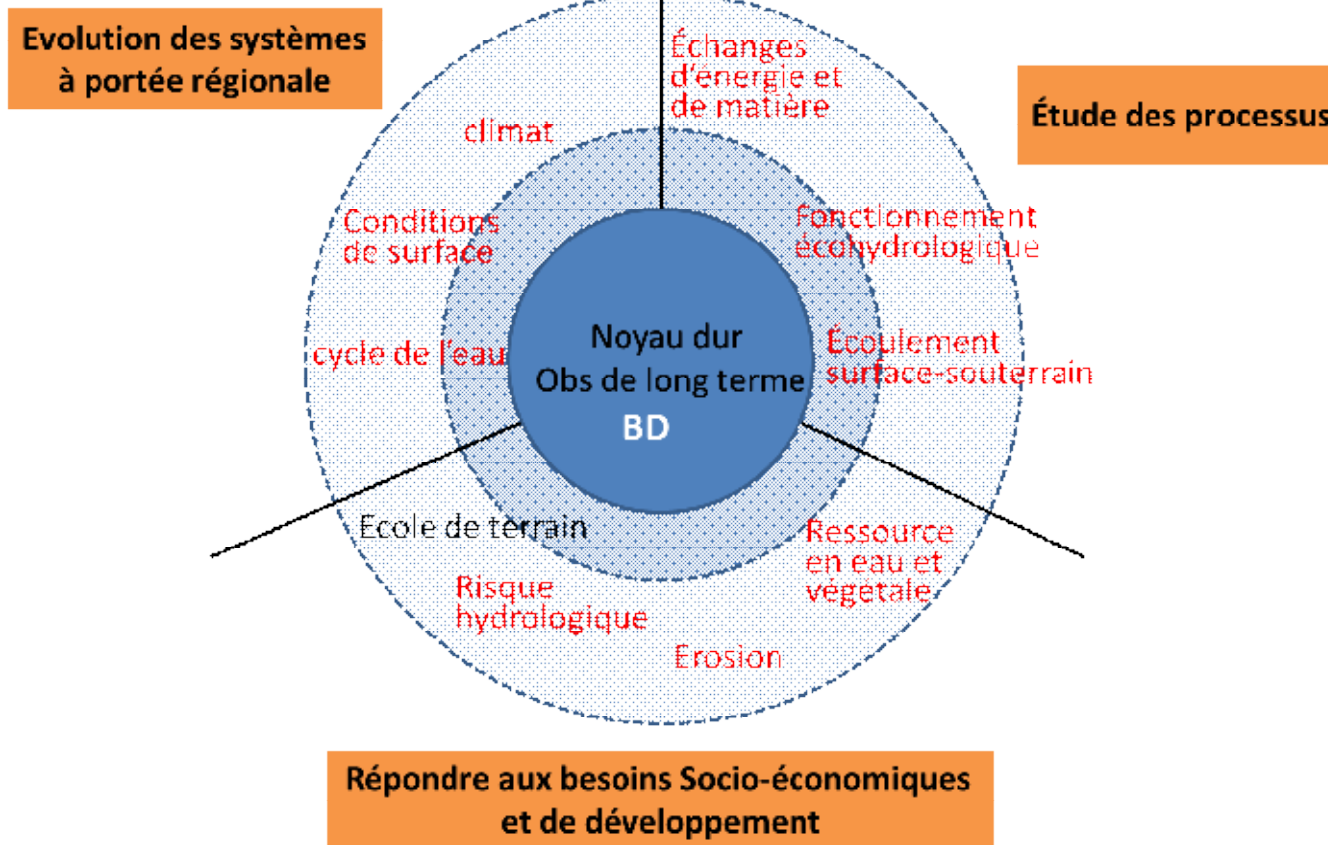 Evolution des systèmes
à portée régionale
Échanges
d'énergie et
de matière
Étude des processus
climat
Conditions
de surface
Fonctionnement
écohydrologique
cycle de l'eau
Noyau dur
Obs de long terme
BD
Écoulement
surface-souterrain
Ecole de terrain
Ressource
en eau et
végétale
Risque
hydrologique
Erosion
Répondre aux besoins Socio-économiques
et de développement